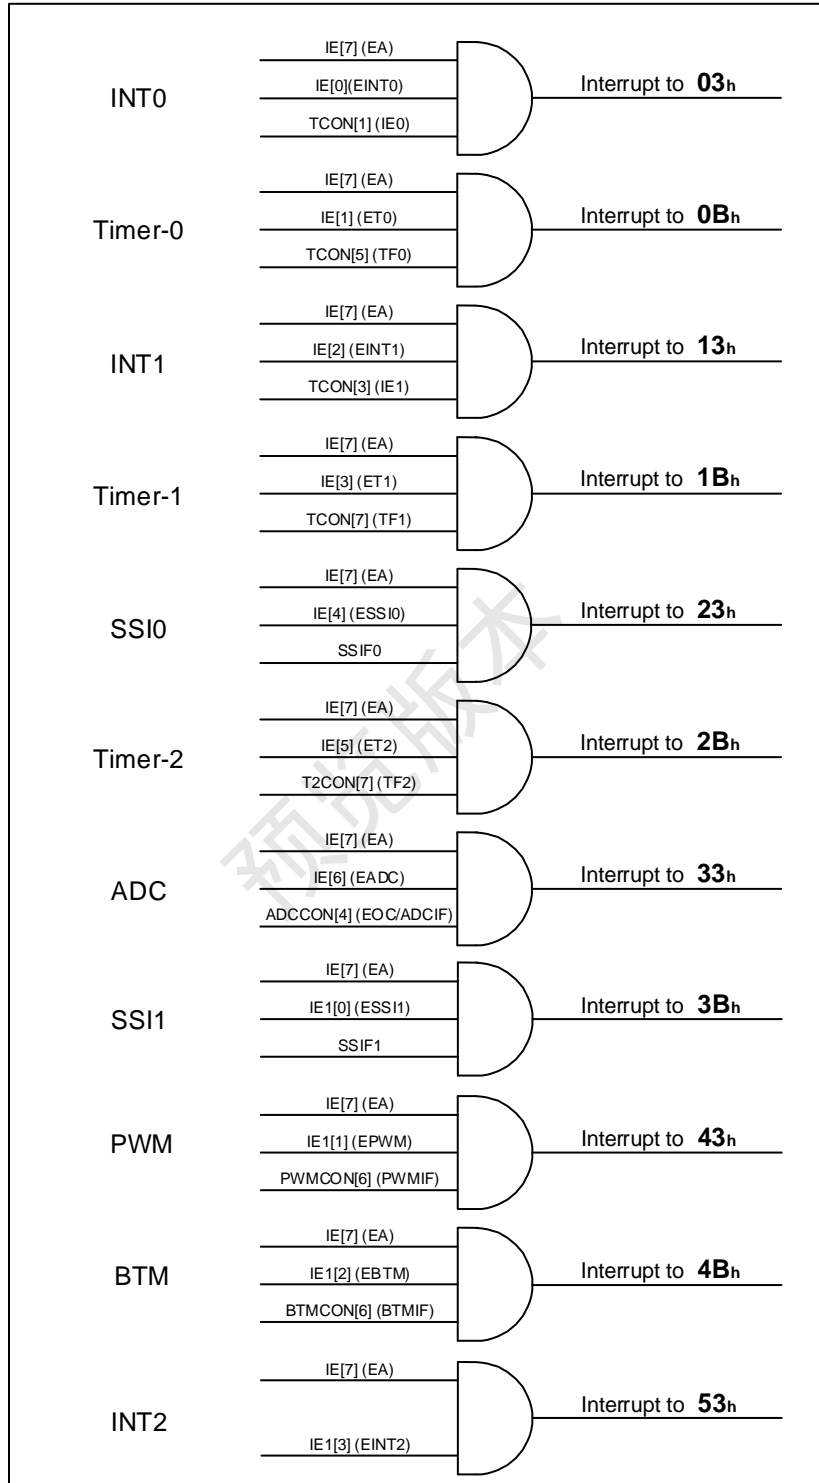 IE[7] (EA)
INT0
IE[0](EINT0)
Interrupt to 03h
TCON[1] (IE0)
IE[7] (EA)
Timer-0
IE[1] (ET0)
Interrupt to 0Bh
TCON[5] (TF0)
IE[7] (EA)
INT1
IE[2] (EINT1)
Interrupt to 13h
TCON[3] (IE1)
IE[7] (EA)
Timer-1
IE[3] (ET1)
Interrupt to 1Bh
TCON[7] (TF1)
IE[7] (EA)
SSI0
IE[4] (ESSI0)
Interrupt to 23h
SSIF0
IE[7] (EA)
Timer-2
IE[5] (ET2)
Interrupt to 2Bh
T2CON[7] (TF2)
IE[7] (EA)
ADC
IE[6] (EADC)
Interrupt to 33h
ADCCON[4] (EOC/ADCIF)
IE[7] (EA)
SSI1
IE1[0] (ESSI1)
Interrupt to 3Bh
SSIF1
IE[7] (EA)
PWM
IE1[1] (EPWM)
Interrupt to 43h
PWMCON[6] (PWMIF)
IE[7] (EA)
BTM
IE1[2] (EBTM)
Interrupt to 4Bh
BTMCON[6] (BTMIF)
IE[7] (EA)
INT2
Interrupt to 53h
IE1[3] (EINT2)
预览版本